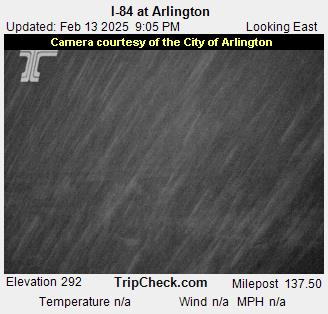 I-84 at Arlington
Updated: Feb 13 2025 9:05 PM Looking East
Camera courtesy of the City of Arlington
Elevation 292 TripCheck.com Milepost 137.50
Temperature n/a Wind n/a MPH n/a